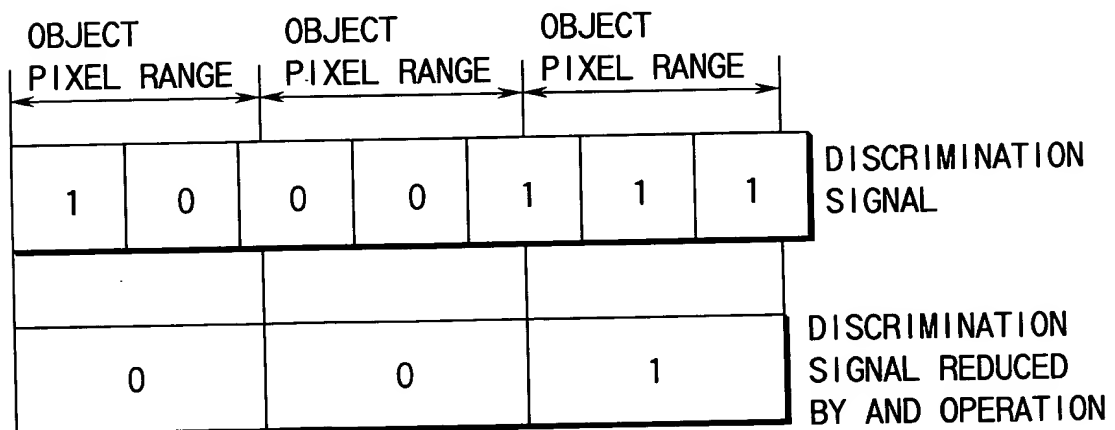 OBJECT
PIXEL RANGE
OBJECT
PIXEL RANGE
OBJECT
PIXEL RANGE
1 0 0 0 1 1 1
DISCRIMINATION
SIGNAL
0 0 1
DISCRIMINATION
SIGNAL REDUCED
BY AND OPERATION